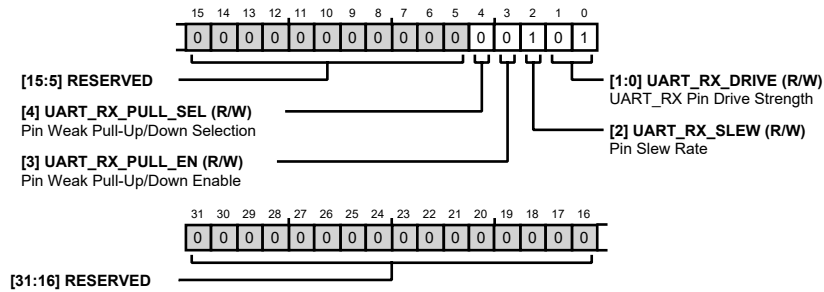 15 14 13 12 11 10 9 8 7 6 5 4 3 2 1 0
0 0 0 0 0 0 0 0 0 0 0 0 0 1 0 1
[15:5] RESERVED
[4] UART_RX_PULL_SEL (R/W)
Pin Weak Pull-Up/Down Selection
[3] UART_RX_PULL_EN (R/W)
Pin Weak Pull-Up/Down Enable
[1:0] UART_RX_DRIVE (R/W)
UART_RX Pin Drive Strength
[2] UART_RX_SLEW (R/W)
Pin Slew Rate
31 30 29 28 27 26 25 24 23 22 21 20 19 18 17 16
0 0 0 0 0 0 0 0 0 0 0 0 0 0 0 0
[31:16] RESERVED